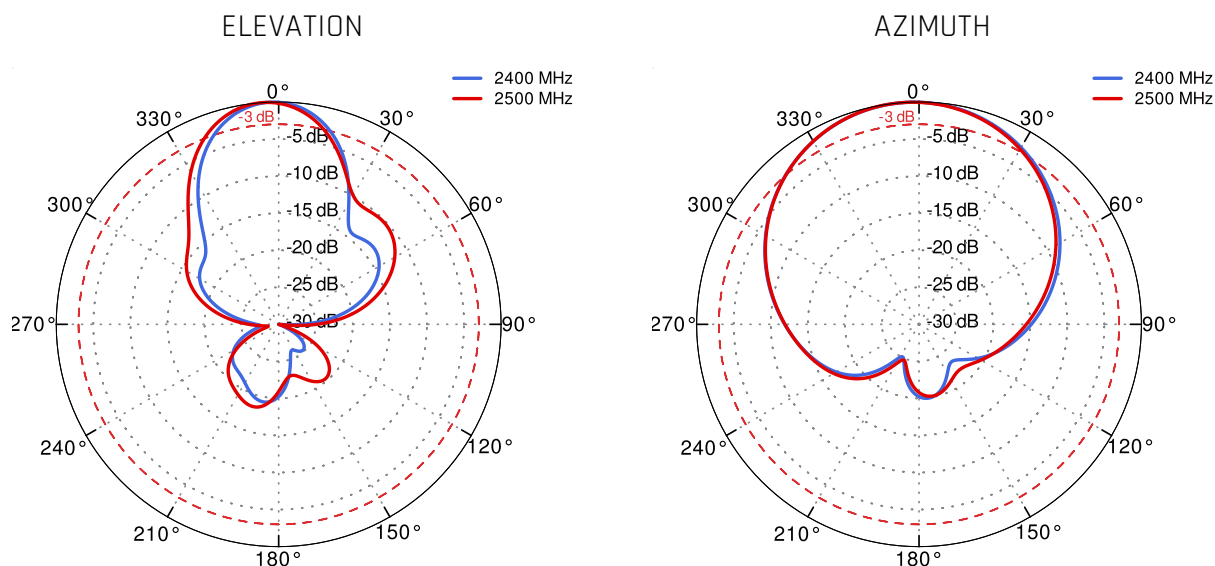 ELEVATION
2400 MHz
2500 MHz
0°
-3 dB
330°
30°
-5 dB
-10 dB
300°
60°
-15 dB
-20 dB
-25 dB
270°
-30 dB
90°
240°
120°
210°
150°
180°
AZIMUTH
2400 MHz
2500 MHz
0°
-3 dB
330°
30°
-5 dB
-10 dB
300°
60°
-15 dB
-20 dB
-25 dB
270°
-30 dB
90°
240°
120°
210°
150°
180°